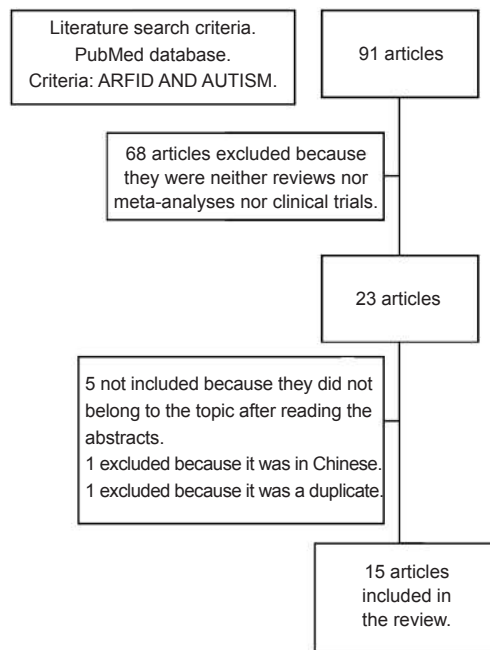 Literature search criteria.
PubMed database.
Criteria: ARFID AND AUTISM.
91 articles
68 articles excluded because
they were neither reviews nor
meta-analyses nor clinical trials.
23 articles
5 not included because they did not
belong to the topic after reading the
abstracts.
1 excluded because it was in Chinese.
1 excluded because it was a duplicate.
15 articles
included in
the review.